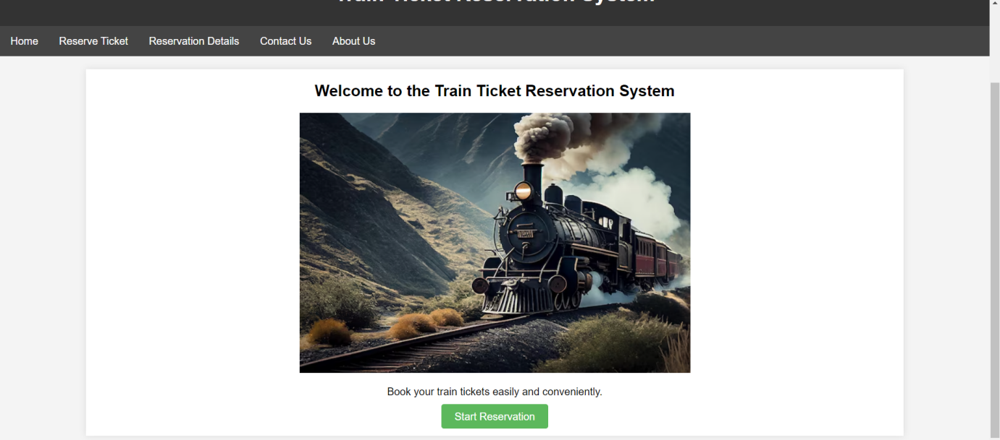 Train Ticket Reservation System
Home Reserve Ticket Reservation Details Contact Us About Us
Welcome to the Train Ticket Reservation System
Book your train tickets easily and conveniently.
Start Reservation